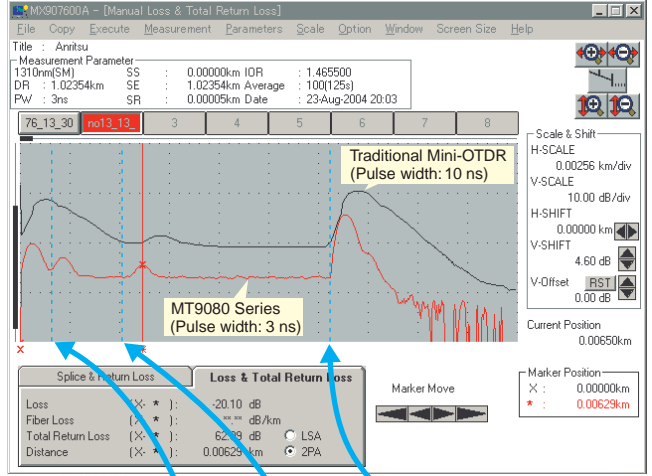 MX907600A - [Manual Loss & Total Return Loss]
File Copy Execute Measurement Parameters Scale Option Window Screen Size Help
Title : Anritsu
Measurement Parameter
1310nm(SM) SS : 0.00000km IOR : 1.465500
DR : 1.02354km SE : 1.02354km Average : 100(125s)
PW : 3ns SR : 0.00005km Date : 23-Aug-2004 20:03
76_13_30 no13_13_ 3 4 5 6 7 8
Traditional Mini-OTDR
(Pulse width: 10 ns)
MT9080 Series
(Pulse width: 3 ns)
x *
Scale & Shift
H-SCALE
0.00256 km/div
V-SCALE
10.00 dB/div
H-SHIFT
0.00000 km
V-SHIFT
4.60 dB
V-Offset RST
0.00 dB
Current Position
0.00650km
Splice & Return Loss Loss & Total Return Loss
Loss (X- * ): -20.10 dB
Fiber Loss (X- * ): **.** dB/km
Total Return Loss (X- * ): dB LSA
Distance (X- * ): 0.00629km 2PA
Marker Move
Marker Position
X : 0.00000km
* : 0.00629km